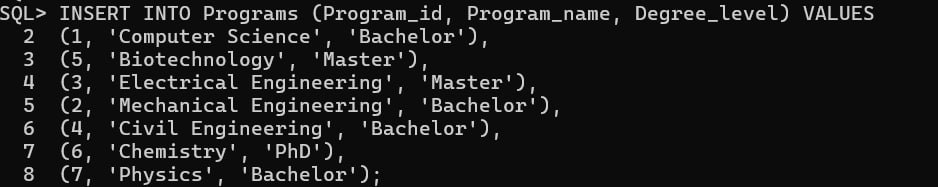 SQL> INSERT INTO Programs (Program_id, Program_name, Degree_level) VALUES
2 (1, 'Computer Science', 'Bachelor'),
3 (5, 'Biotechnology', 'Master'),
4 (3, 'Electrical Engineering', 'Master'),
5 (2, 'Mechanical Engineering', 'Bachelor'),
6 (4, 'Civil Engineering', 'Bachelor'),
7 (6, 'Chemistry', 'PhD'),
8 (7, 'Physics', 'Bachelor');